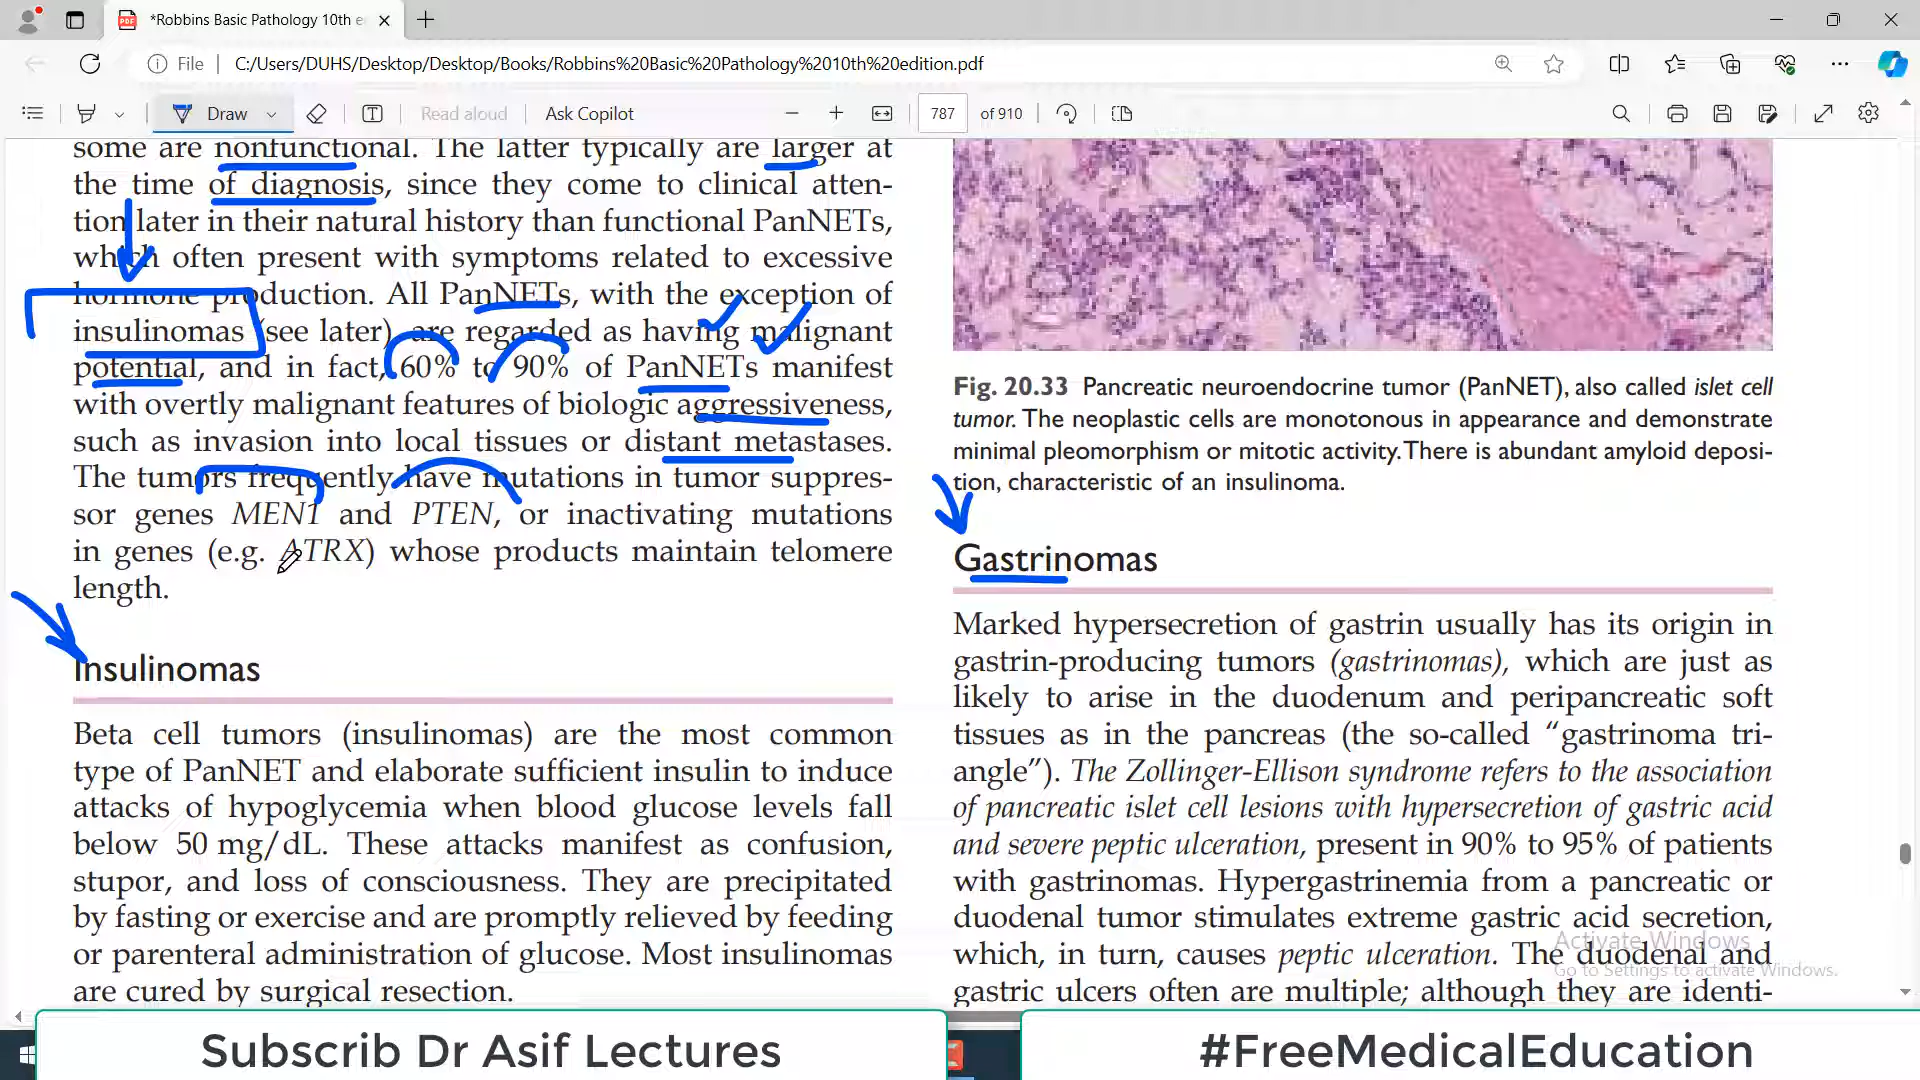 *Robbins Basic Pathology 10th e
File
C:/Users/DUHS/Desktop/Desktop/Books/Robbins%20Basic%20Pathology%2010th%20edition.pdf
Draw
Read aloud
Ask Copilot
787 of 910
some are nonfunctional. The latter typically are larger at
the time of diagnosis, since they come to clinical atten-
tion later in their natural history than functional PanNETs,
which often present with symptoms related to excessive
hormone production. All PanNETs, with the exception of
insulinomas (see later) are regarded as having malignant
potential, and in fact, 60% to 90% of PanNETs manifest
with overtly malignant features of biologic aggressiveness,
such as invasion into local tissues or distant metastases.
The tumors frequently have mutations in tumor suppres-
sor genes MEN1 and PTEN, or inactivating mutations
in genes (e.g. ATRX) whose products maintain telomere
length.
Insulinomas
Beta cell tumors (insulinomas) are the most common
type of PanNET and elaborate sufficient insulin to induce
attacks of hypoglycemia when blood glucose levels fall
below 50 mg/dL. These attacks manifest as confusion,
stupor, and loss of consciousness. They are precipitated
by fasting or exercise and are promptly relieved by feeding
or parenteral administration of glucose. Most insulinomas
are cured by surgical resection.
Fig. 20.33 Pancreatic neuroendocrine tumor (PanNET), also called islet cell
tumor. The neoplastic cells are monotonous in appearance and demonstrate
minimal pleomorphism or mitotic activity. There is abundant amyloid deposi-
tion, characteristic of an insulinoma.
Gastrinomas
Marked hypersecretion of gastrin usually has its origin in
gastrin-producing tumors (gastrinomas), which are just as
likely to arise in the duodenum and peripancreatic soft
tissues as in the pancreas (the so-called “gastrinoma tri-
angle”). The Zollinger-Ellison syndrome refers to the association
of pancreatic islet cell lesions with hypersecretion of gastric acid
and severe peptic ulceration, present in 90% to 95% of patients
with gastrinomas. Hypergastrinemia from a pancreatic or
duodenal tumor stimulates extreme gastric acid secretion,
which, in turn, causes peptic ulceration. The duodenal and
gastric ulcers often are multiple; although they are identi-
Activate Windows
Go to Settings to activate Windows.
Subscrib Dr Asif Lectures
#FreeMedicalEducation